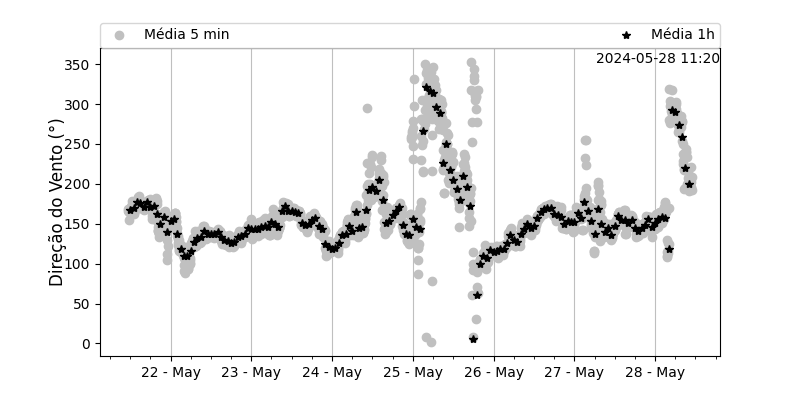 Média 5 min
Média 1h
2024-05-28 11:20
Direção do Vento (°)
350
300
250
200
150
100
50
0
22 - May
23 - May
24 - May
25 - May
26 - May
27 - May
28 - May